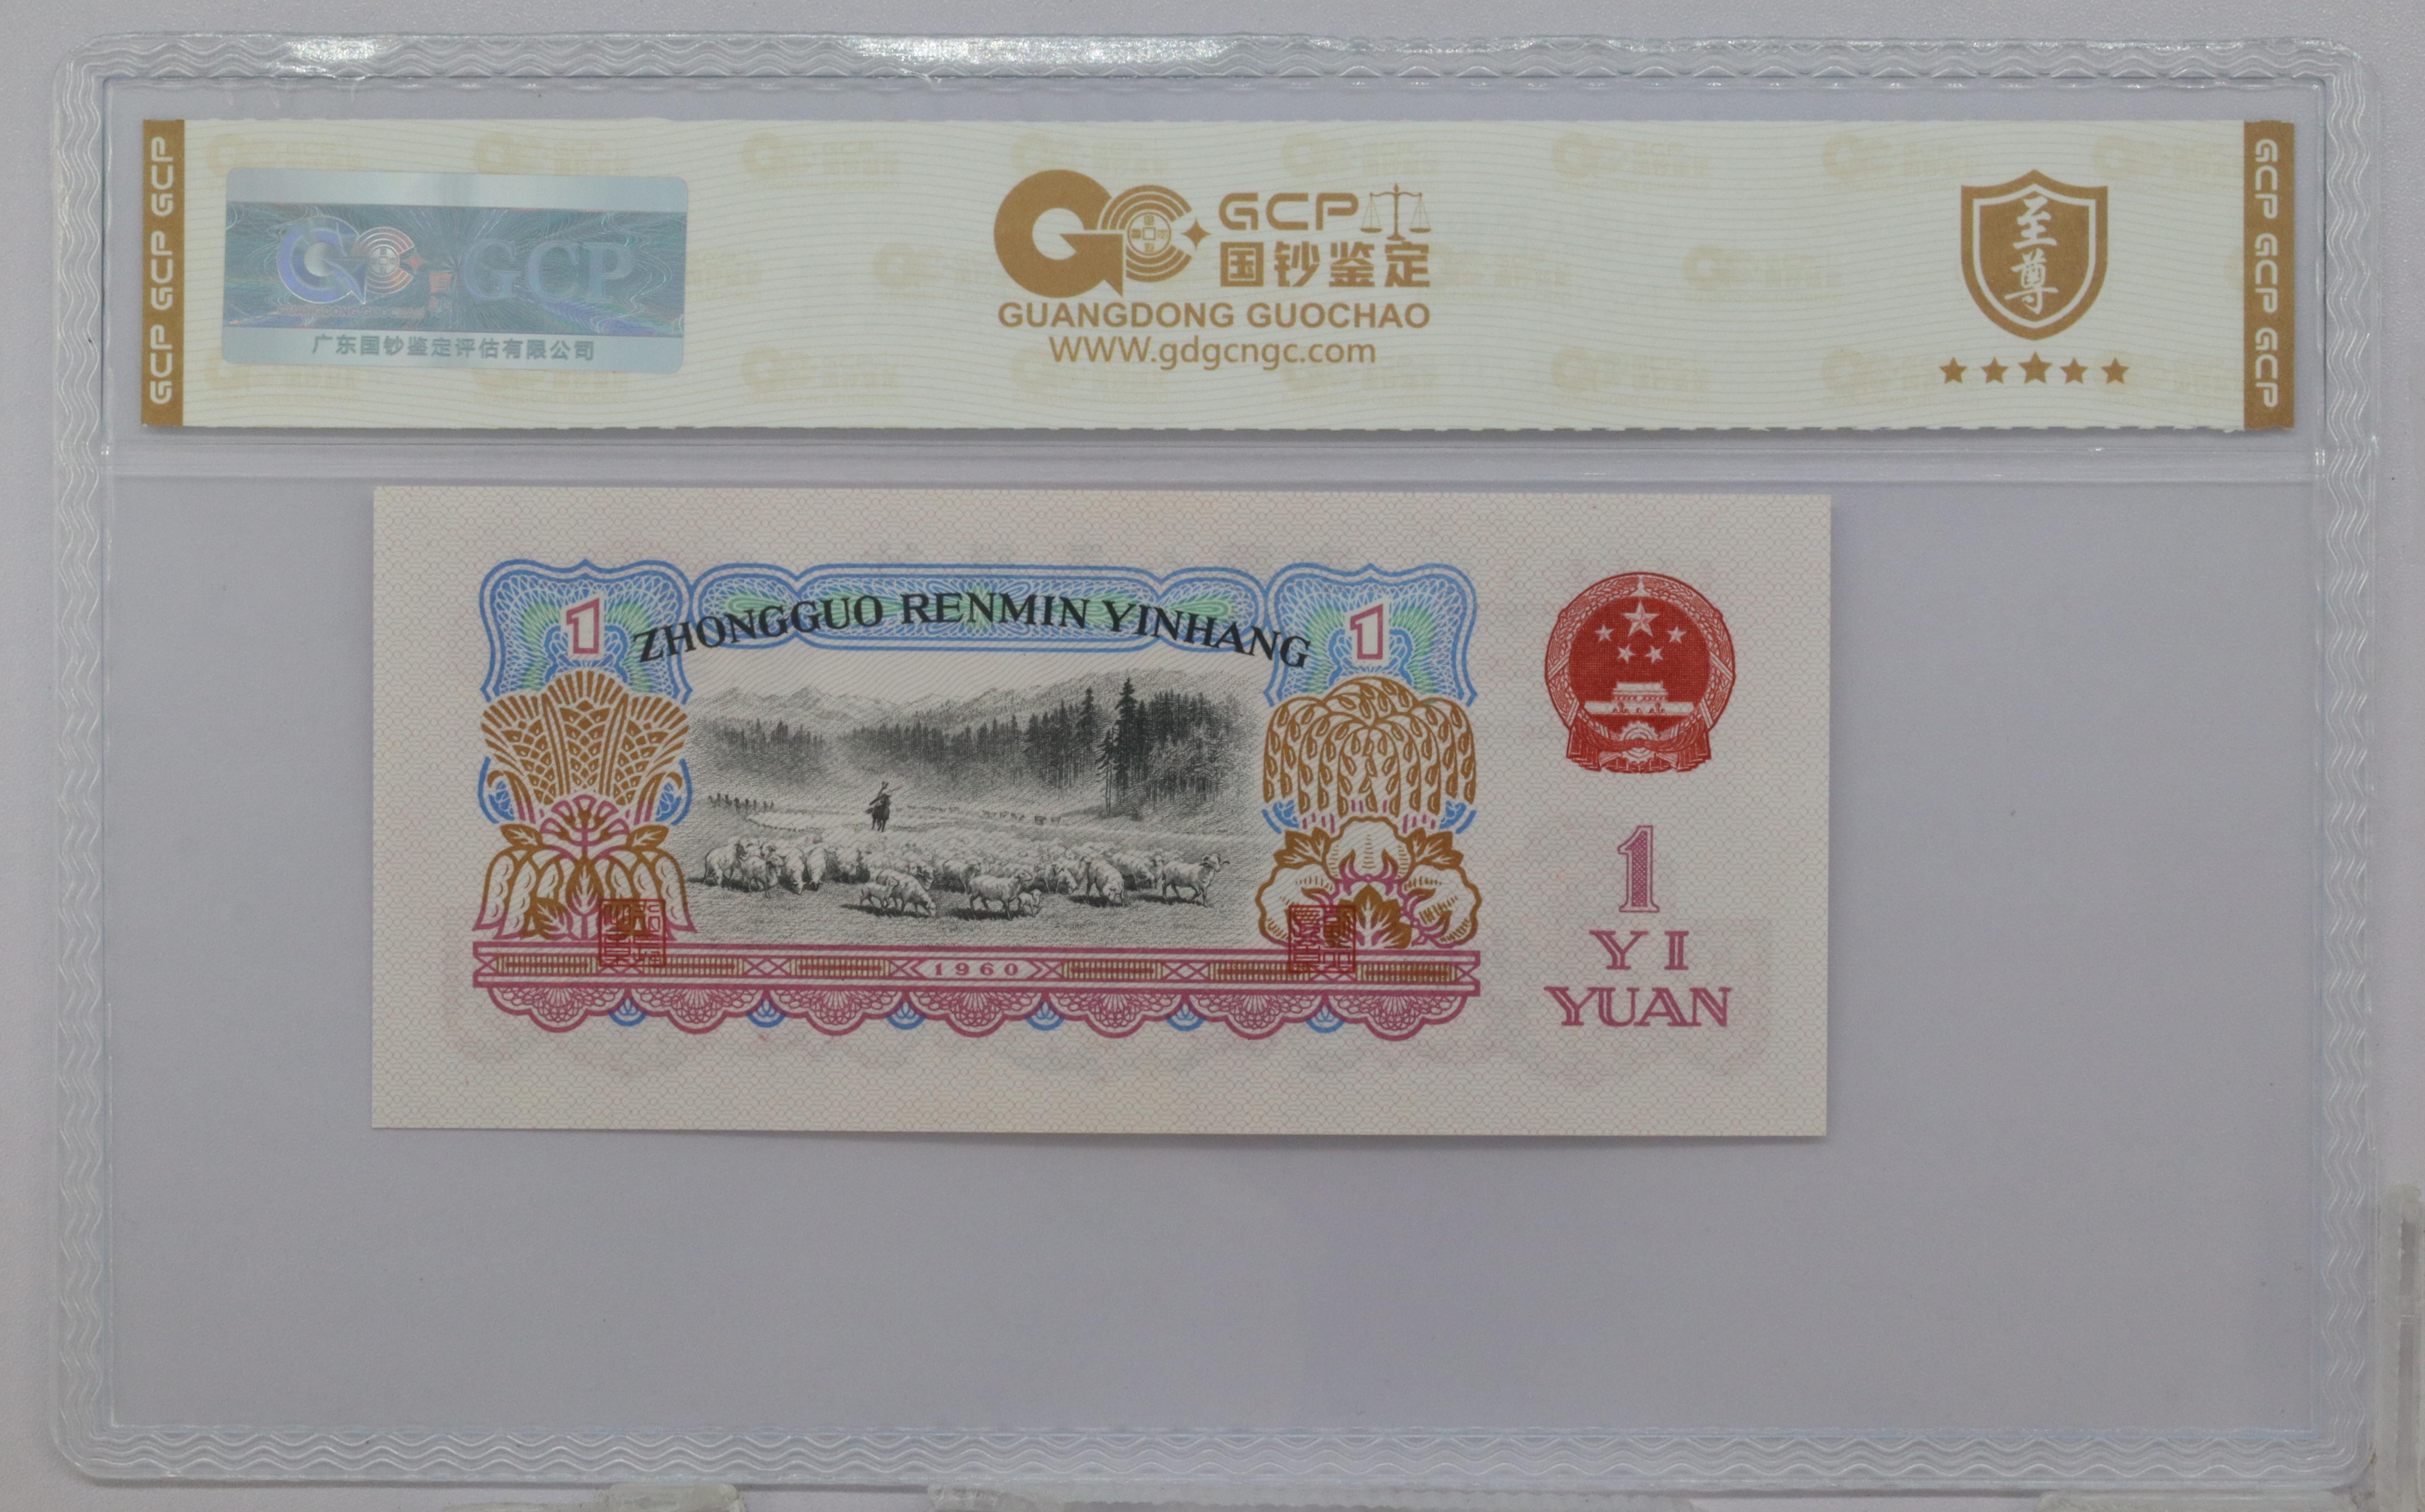 GCP GCP GCP
GCP
广东国钞鉴定评估有限公司
GCP
国钞鉴定
GUANGDONG GUOCHAO
WWW.gdgcngc.com
至尊
GCP GCP GCP
1
ZHONGGUO RENMIN YINHANG
1
1960
1
YI
YUAN